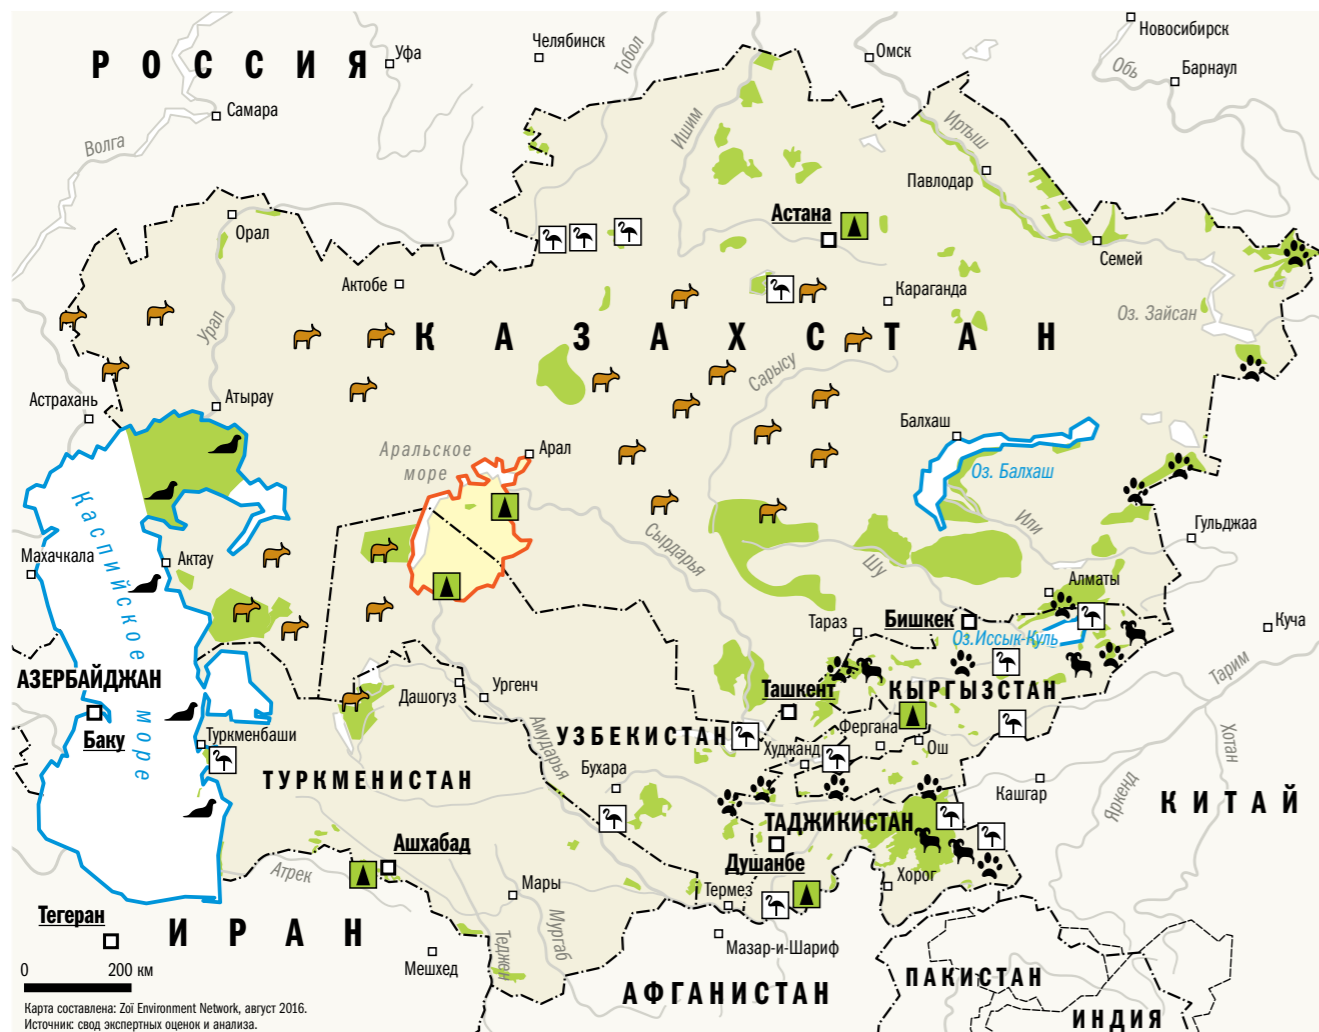 Новосибирск
Челябинск
Омск
Уфа
РОССИЯ
Тобол
Обь
Барнаул
Самара
Иртыш
Ишим
Волга
Павлодар
Астана
Орал
Семей
Актобе
Караганда
Оз. Зайсан
Урал
КАЗАХСТАН
Сарысу
Астрахань
Атырау
Балхаш
Аральское
море
Арал
Оз. Балхаш
Каспийское море
Или
Гульджаа
Сырдарья
Махачкала
Актау
Шу
Алматы
Тараз
Бишкек
Оз.Иссык-Куль
Куча
Тарим
АЗЕРБАЙДЖАН
Дашогуз
Ургенч
Ташкент
КЫРГЫЗСТАН
Баку
Туркменбаши
Амударья
УЗБЕКИСТАН
Фергана
Худжанд
Ош
Хотан
ТУРКМЕНИСТАН
Бухара
Кашгар
Яркенд
КИТАЙ
ТАДЖИКИСТАН
Ашхабад
Душанбе
Атрек
Мары
Термез
Хорог
Тегеран
ИРАН
Теджен
Мургаб
Мазар-и-Шариф
Мешхед
0 200 км
ПАКИСТАН
АФГАНИСТАН
ИНДИЯ
Карта составлена: Zoï Environment Network, август 2016.
Источник: свод экспертных оценок и анализа.